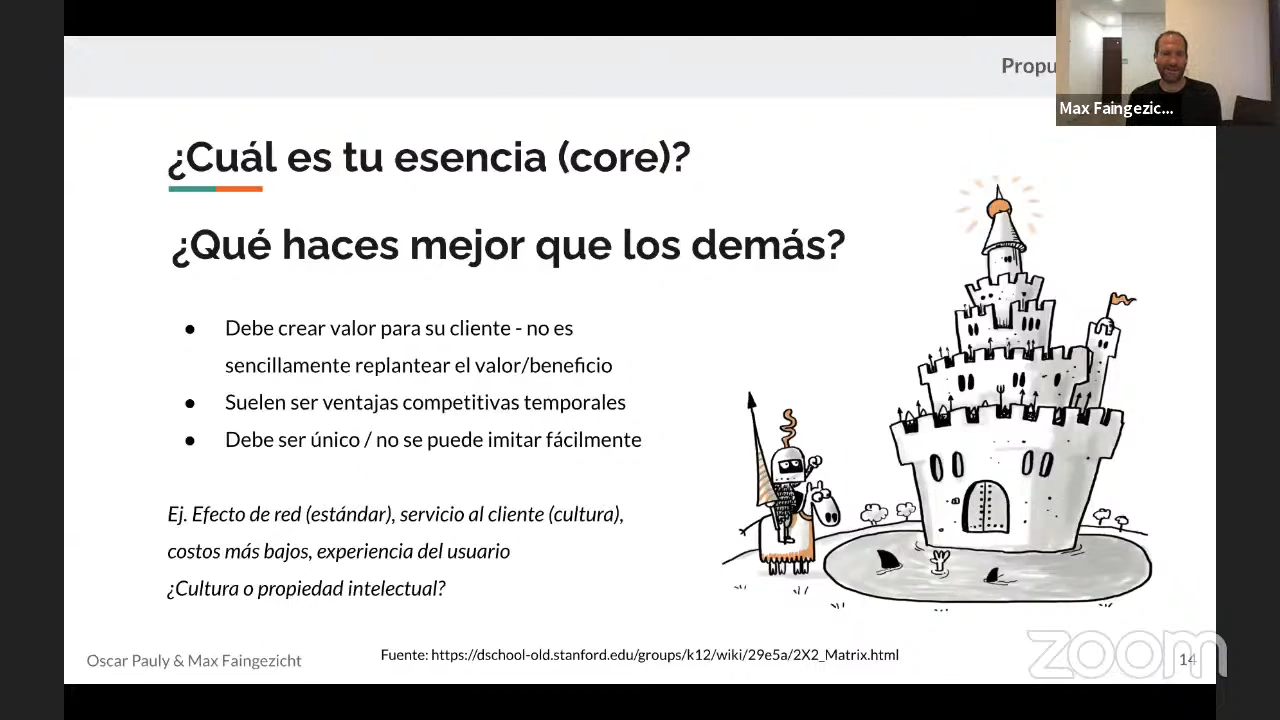 Propu
Max Faingezic...
¿Cuál es tu esencia (core)?
¿Qué haces mejor que los demás?
● Debe crear valor para su cliente - no es
sencillamente replantear el valor/beneficio
● Suelen ser ventajas competitivas temporales
● Debe ser único / no se puede imitar fácilmente
Ej. Efecto de red (estándar), servicio al cliente (cultura),
costos más bajos, experiencia del usuario
¿Cultura o propiedad intelectual?
Oscar Pauly & Max Faingezicht
Fuente: https://dschool-old.stanford.edu/groups/k12/wiki/29e5a/2X2_Matrix.html
zoom
14